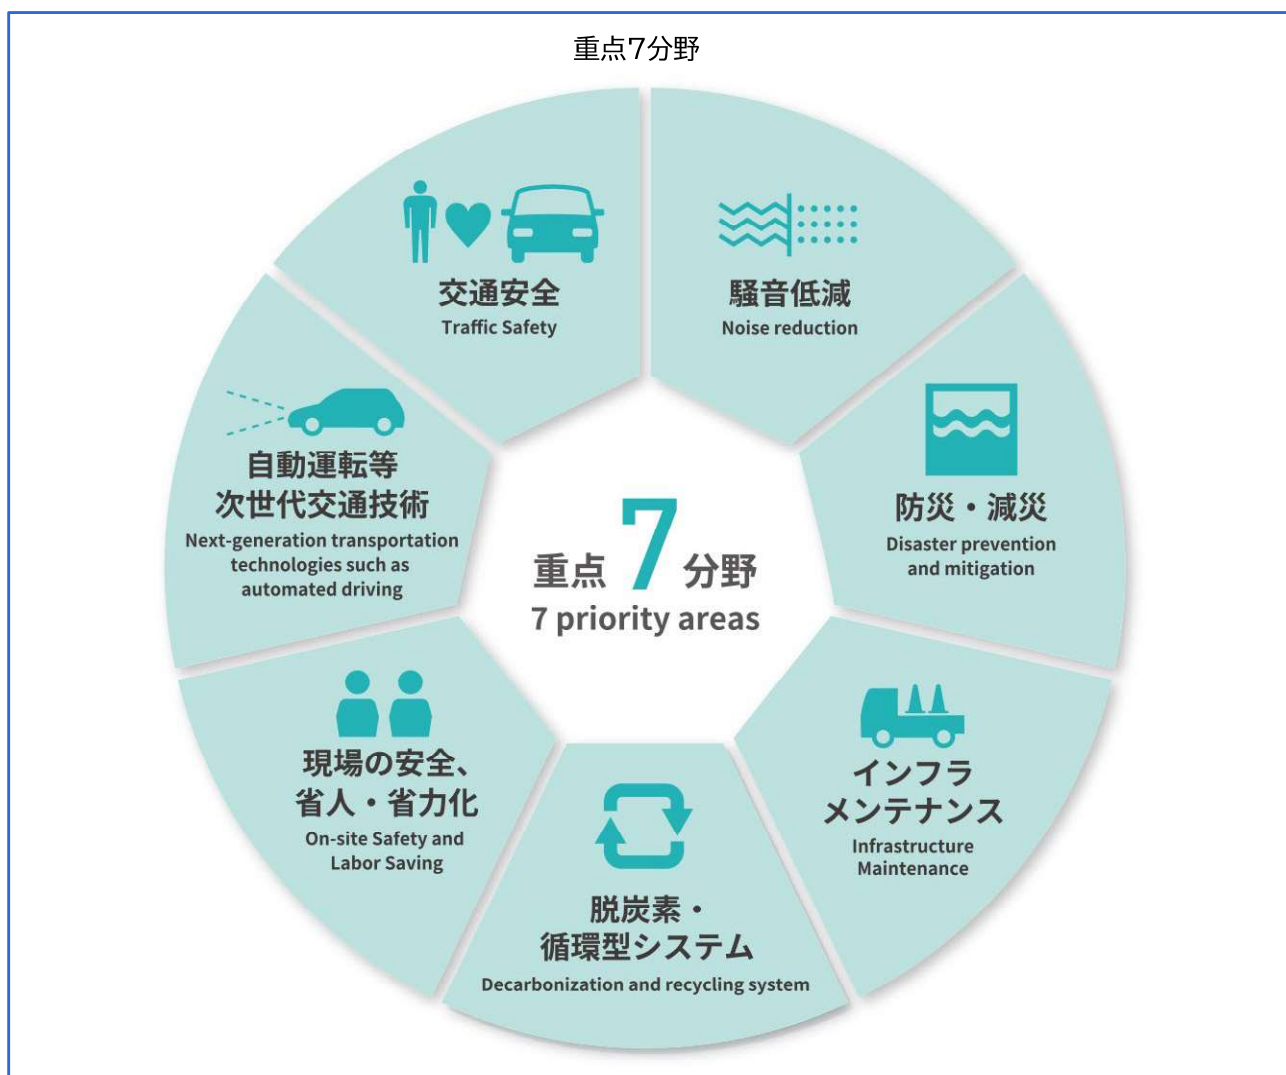 重点7分野
交通安全
Traffic Safety
騒音低減
Noise reduction
防災・減災
Disaster prevention
and mitigation
インフラ
メンテナンス
Infrastructure
Maintenance
脱炭素・
循環型システム
Decarbonization and recycling system
現場の安全、
省人・省力化
On-site Safety and
Labor Saving
自動運転等
次世代交通技術
Next-generation transportation
technologies such as
automated driving
重点7分野
7 priority areas